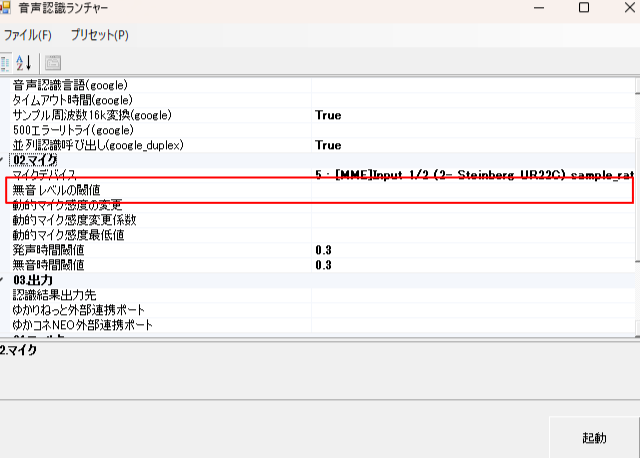 音声認識ランチャー
ファイル(F) プリセット(P)
音声認識言語(google)
タイムアウト時間(google)
サンプル周波数16k変換(google) True
500エラーリトライ(google)
並列認識呼び出し(google_duplex) True
02.マイク
マイクデバイス 5 : [MME]Input 1/2 (2- Steinberg UR22C) sample_rat
無音レベルの閾値
動的マイク感度の変更
動的マイク感度変更係数
動的マイク感度最低値
発声時間閾値 0.3
無音時間閾値 0.3
03.出力
認識結果出力先
ゆかりねっと外部連携ポート
ゆかコネNEO外部連携ポート
2.マイク
起動